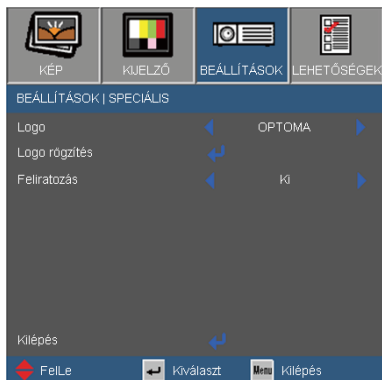 KÉP KIJELZŐ BEÁLLÍTÁSOK LEHETŐSÉGEK
BEÁLLÍTÁSOK | SPECIÁLIS
Logo OPTOMA
Logo rögzítés
Feliratozás Ki
Kilépés
FelLe Kiválaszt Menu Kilépés